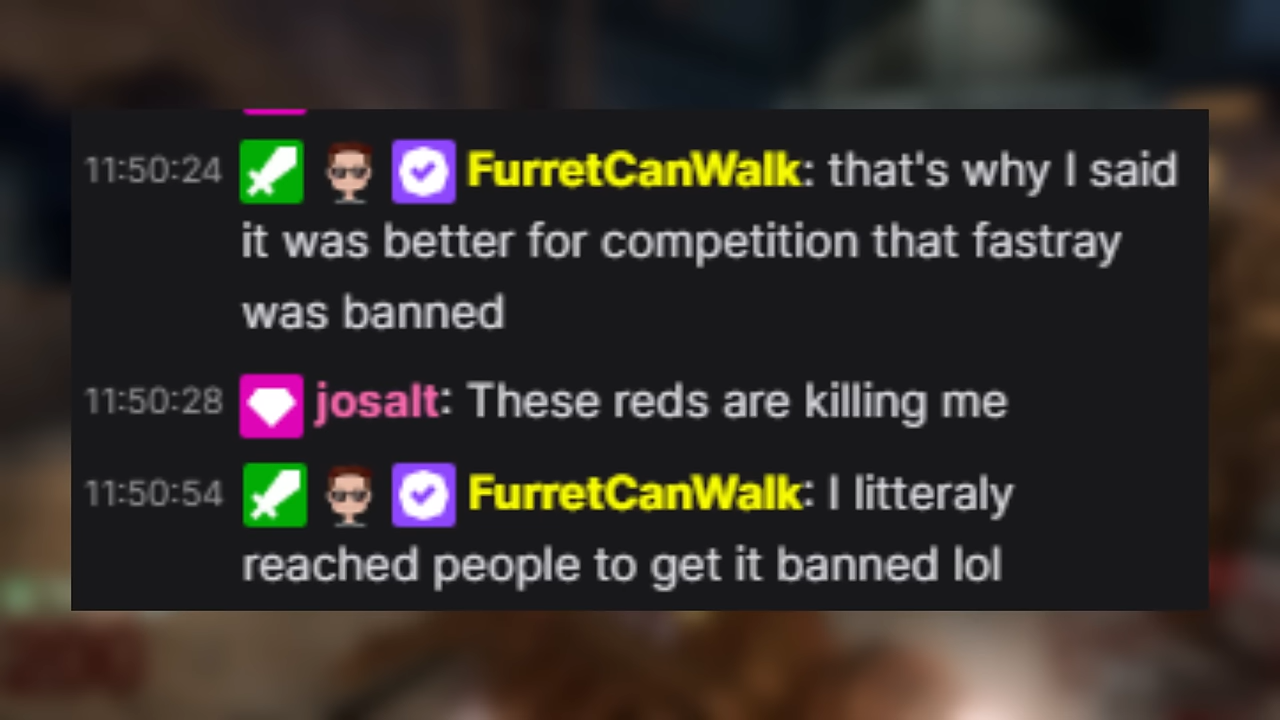 11:50:24 FurretCanWalk: that's why I said
it was better for competition that fastray
was banned
11:50:28 josalt: These reds are killing me
11:50:54 FurretCanWalk: I litteraly
reached people to get it banned lol